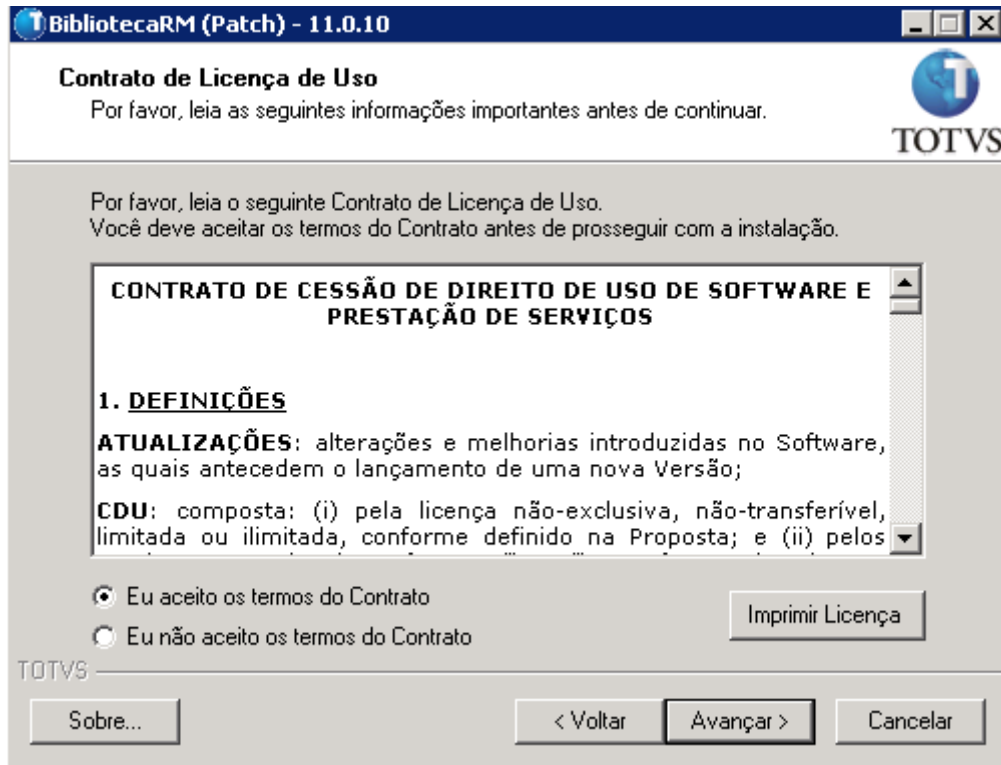 BibliotecaRM (Patch) - 11.0.10
Contrato de Licença de Uso
Por favor, leia as seguintes informações importantes antes de continuar.
TOTVS
Por favor, leia o seguinte Contrato de Licença de Uso.
Você deve aceitar os termos do Contrato antes de prosseguir com a instalação.
CONTRATO DE CESSÃO DE DIREITO DE USO DE SOFTWARE E
PRESTAÇÃO DE SERVIÇOS
1. DEFINIÇÕES
ATUALIZAÇÕES: alterações e melhorias introduzidas no Software,
as quais antecedem o lançamento de uma nova Versão;
CDU: composta: (i) pela licença não-exclusiva, não-transferível,
limitada ou ilimitada, conforme definido na Proposta; e (ii) pelos
Eu aceito os termos do Contrato
Eu não aceito os termos do Contrato
Imprimir Licença
TOTVS
Sobre...
< Voltar
Avançar >
Cancelar